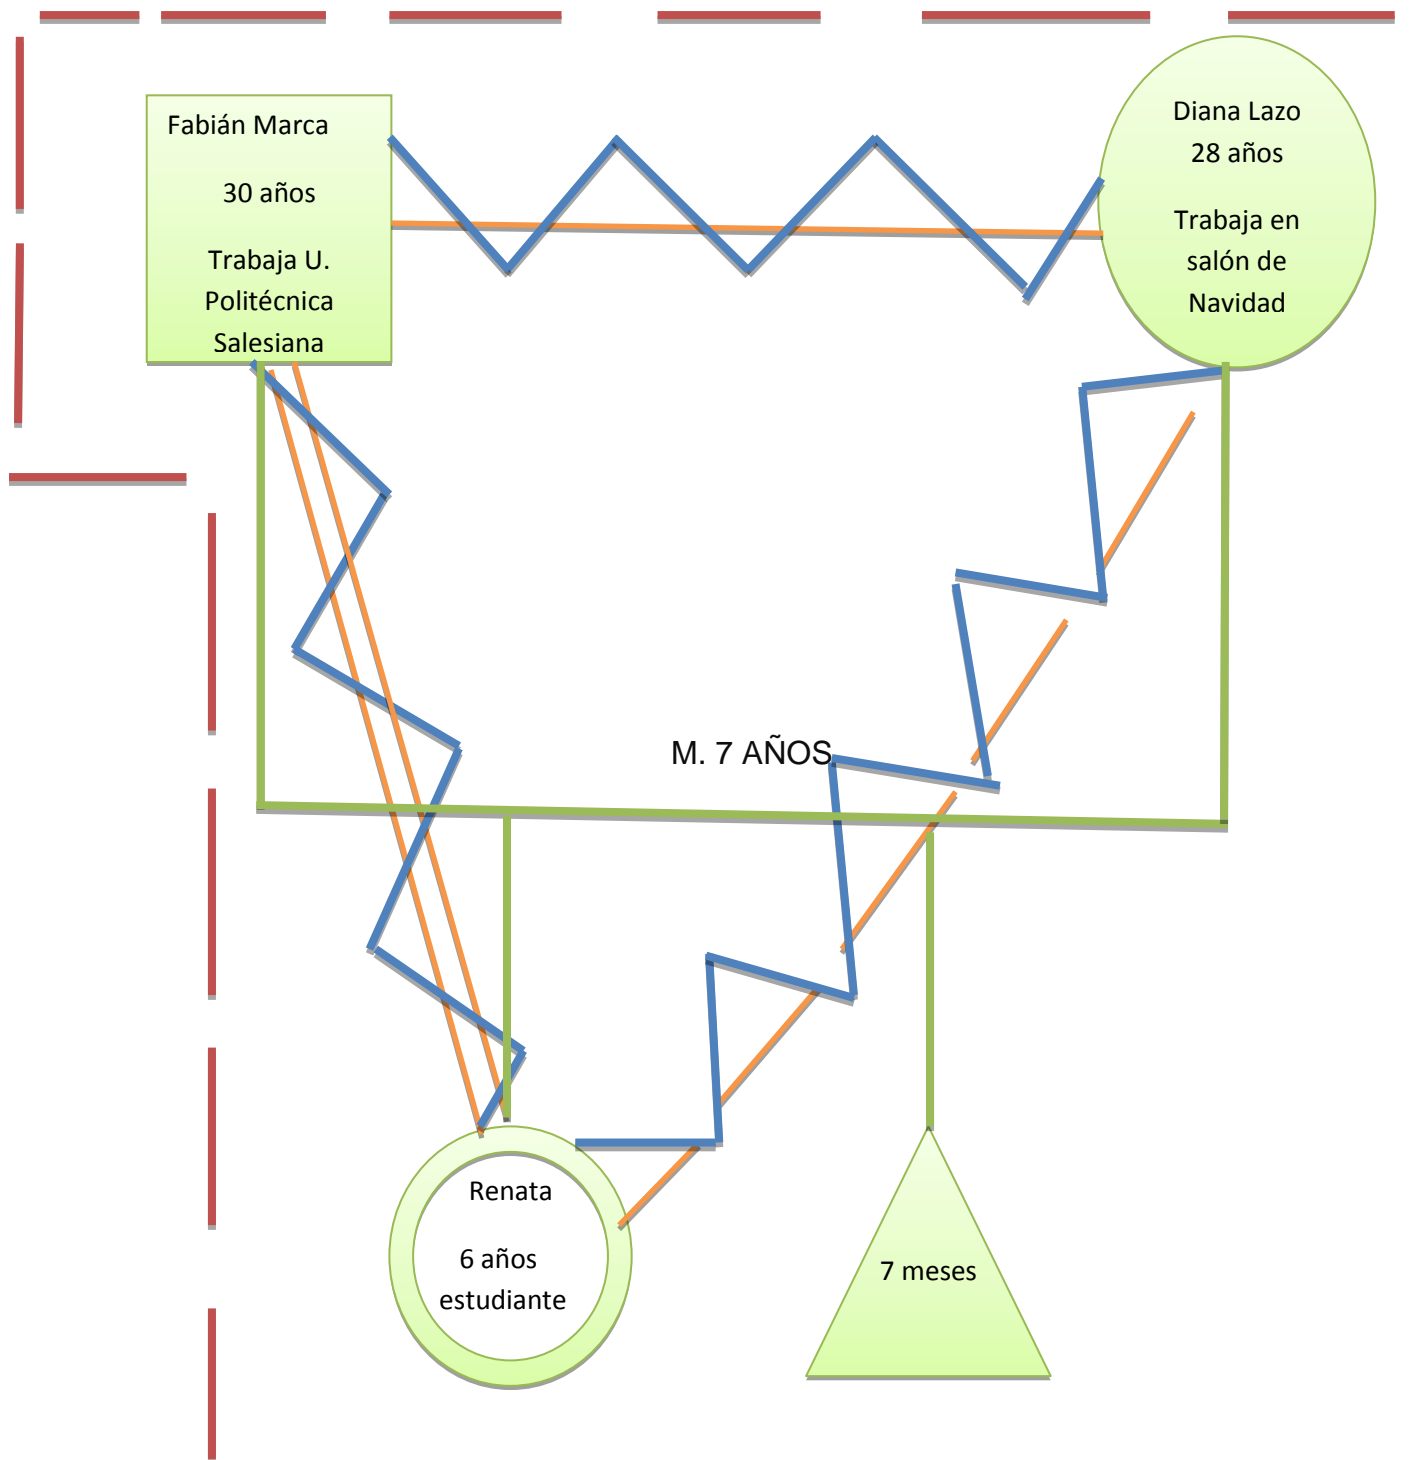 Fabián Marca
30 años
Trabaja U.
Politécnica
Salesiana
Diana Lazo
28 años
Trabaja en
salón de
Navidad
M. 7 AÑOS
Renata
6 años
estudiante
7 meses